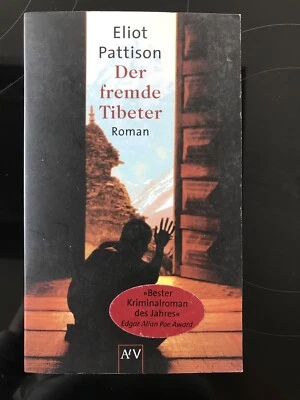 Eliot
Pattison
Der
fremde
Tibeter
Roman
»Bester
Kriminalroman
des Jahres«
Edgar Allan Poe Award
AtV